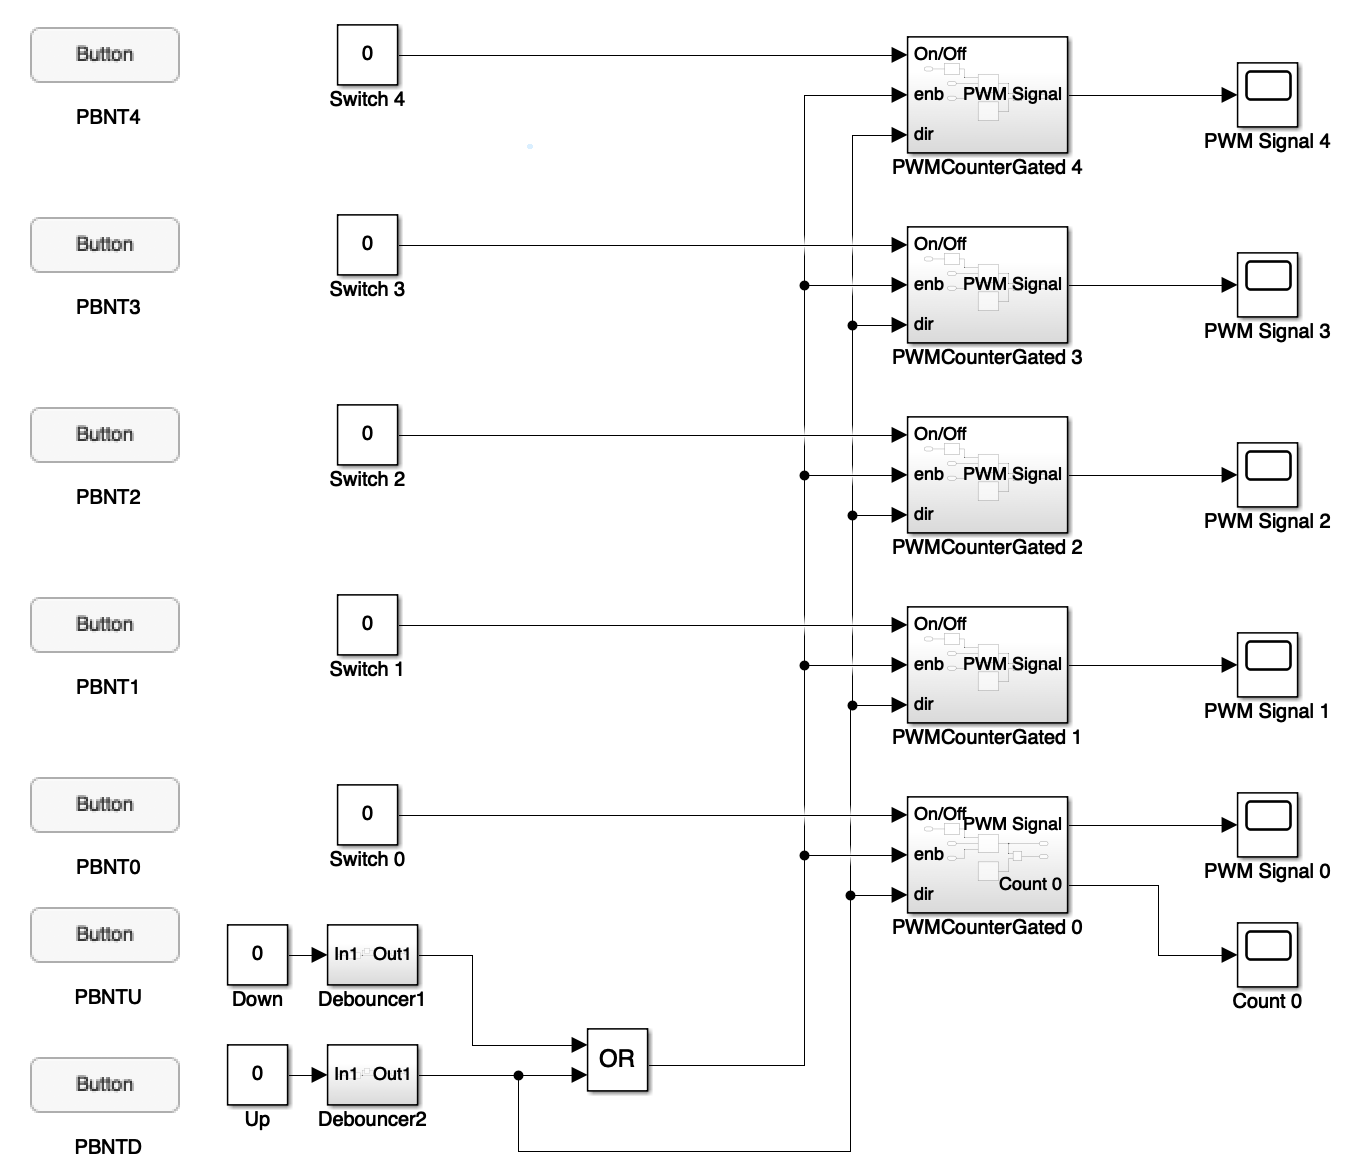 Button
PBNT4
0
Switch 4
On/Off
enb
dir
PWM Signal
PWMCounterGated 4
PWM Signal 4
Button
PBNT3
0
Switch 3
On/Off
enb
dir
PWM Signal
PWMCounterGated 3
PWM Signal 3
Button
PBNT2
0
Switch 2
On/Off
enb
dir
PWM Signal
PWMCounterGated 2
PWM Signal 2
Button
PBNT1
0
Switch 1
On/Off
enb
dir
PWM Signal
PWMCounterGated 1
PWM Signal 1
Button
PBNT0
0
Switch 0
On/Off
enb
dir
PWM Signal
Count 0
PWMCounterGated 0
PWM Signal 0
Count 0
Button
PBNTU
0
Down
In1 Out1
Debouncer1
OR
Button
PBNTD
0
Up
In1 Out1
Debouncer2